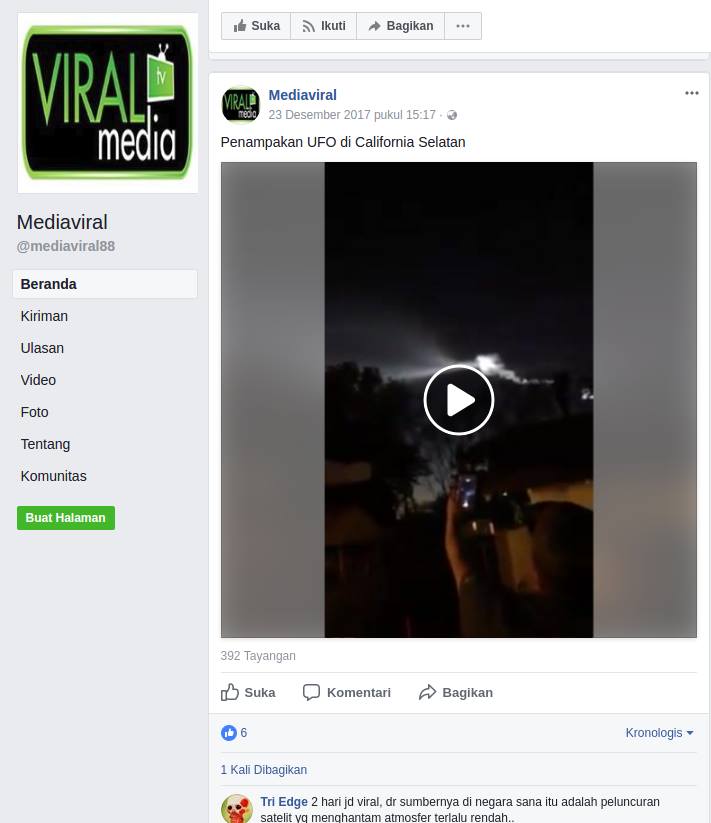 Suka
Ikuti
Bagikan
VIRAL
tv
media
Mediaviral
@mediaviral88
Beranda
Kiriman
Ulasan
Video
Foto
Tentang
Komunitas
Buat Halaman
VIRAL
media
Mediaviral
23 Desember 2017 pukul 15:17 ·
Penampakan UFO di California Selatan
392 Tayangan
Suka
Komentari
Bagikan
6
Kronologis
1 Kali Dibagikan
Tri Edge 2 hari jd viral, dr sumbernya di negara sana itu adalah peluncuran
satelit yg menghantam atmosfer terlalu rendah..